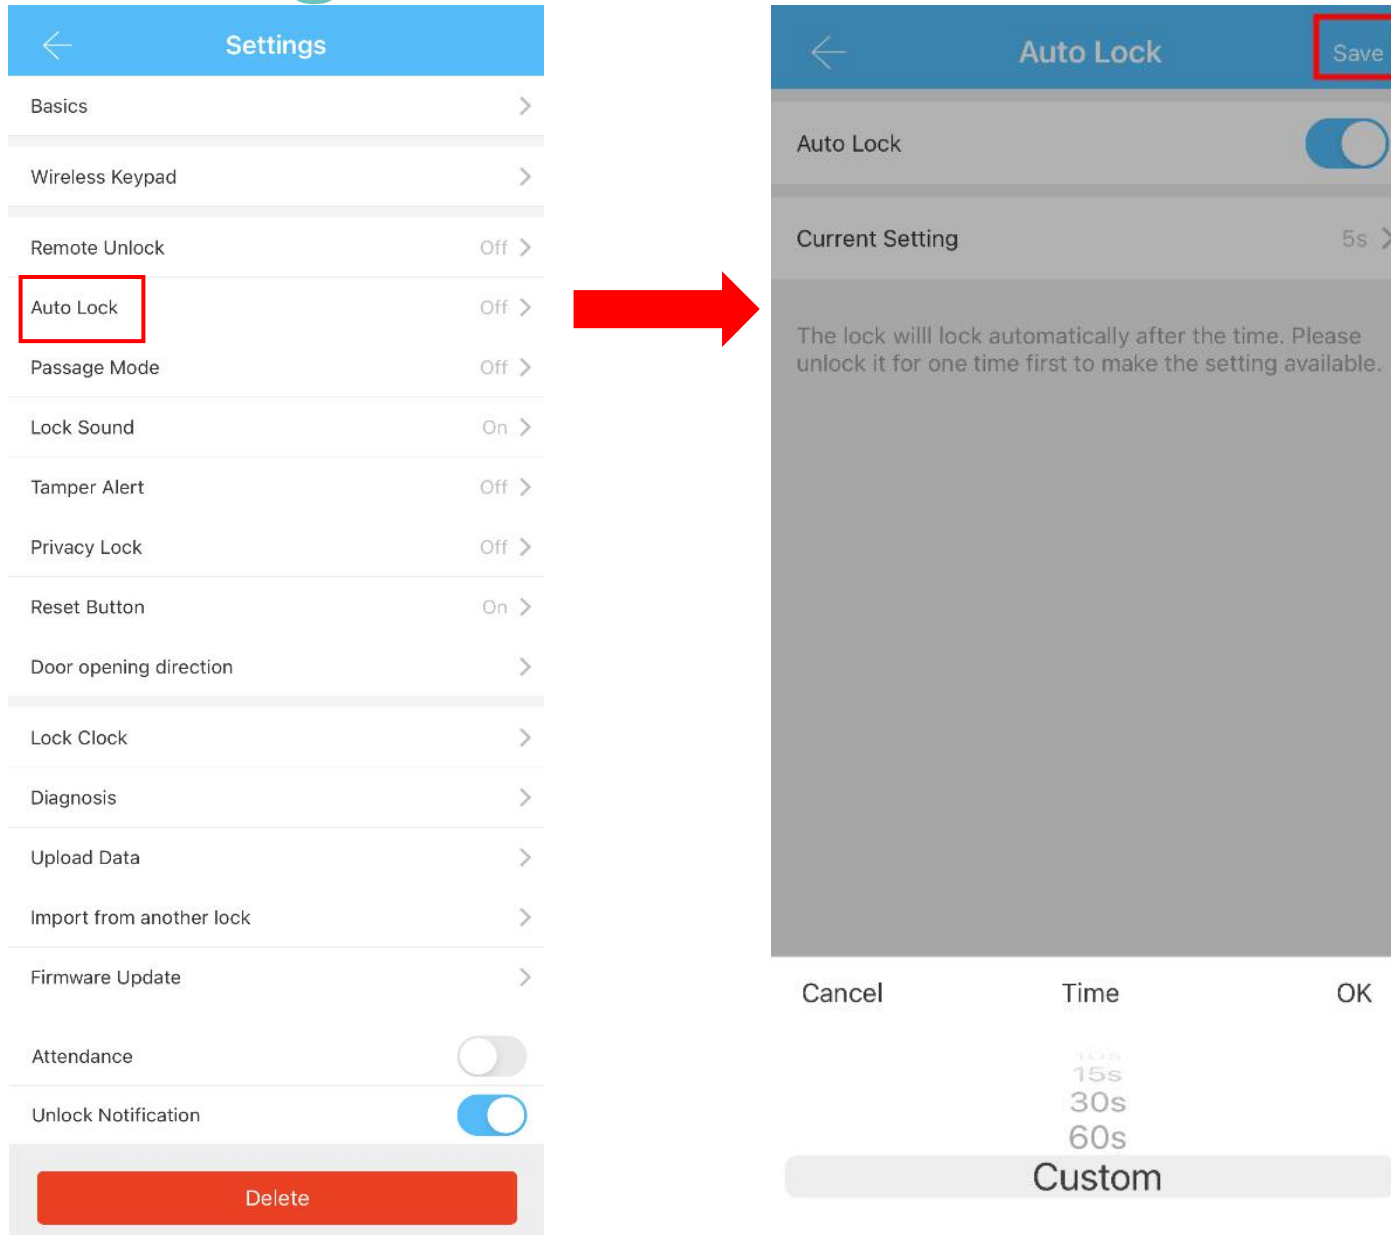 Settings
Basics
Wireless Keypad
Remote Unlock Off
Auto Lock Off
Passage Mode Off
Lock Sound On
Tamper Alert Off
Privacy Lock Off
Reset Button On
Door opening direction
Lock Clock
Diagnosis
Upload Data
Import from another lock
Firmware Update
Attendance
Unlock Notification
Delete
Auto Lock Save
Auto Lock
Current Setting 5s
The lock willl lock automatically after the time. Please
unlock it for one time first to make the setting available.
Cancel Time OK
10s
15s
30s
60s
Custom